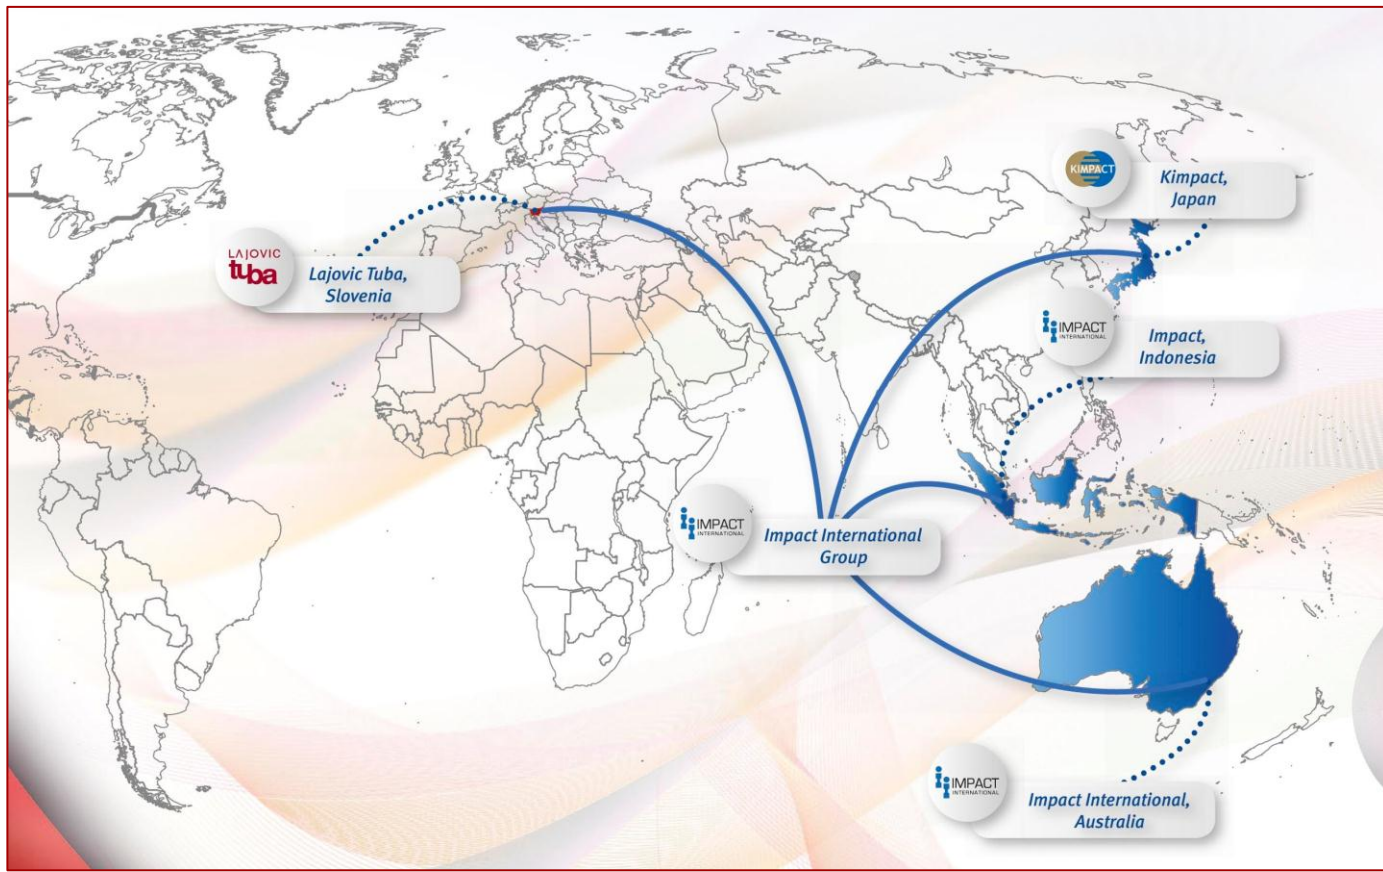 KIMPACT
Kimpact,
Japan
LAJOVIC
tuba
Lajovic Tuba,
Slovenia
IMPACT
INTERNATIONAL
Impact,
Indonesia
IMPACT
INTERNATIONAL
Impact International
Group
IMPACT
INTERNATIONAL
Impact International,
Australia